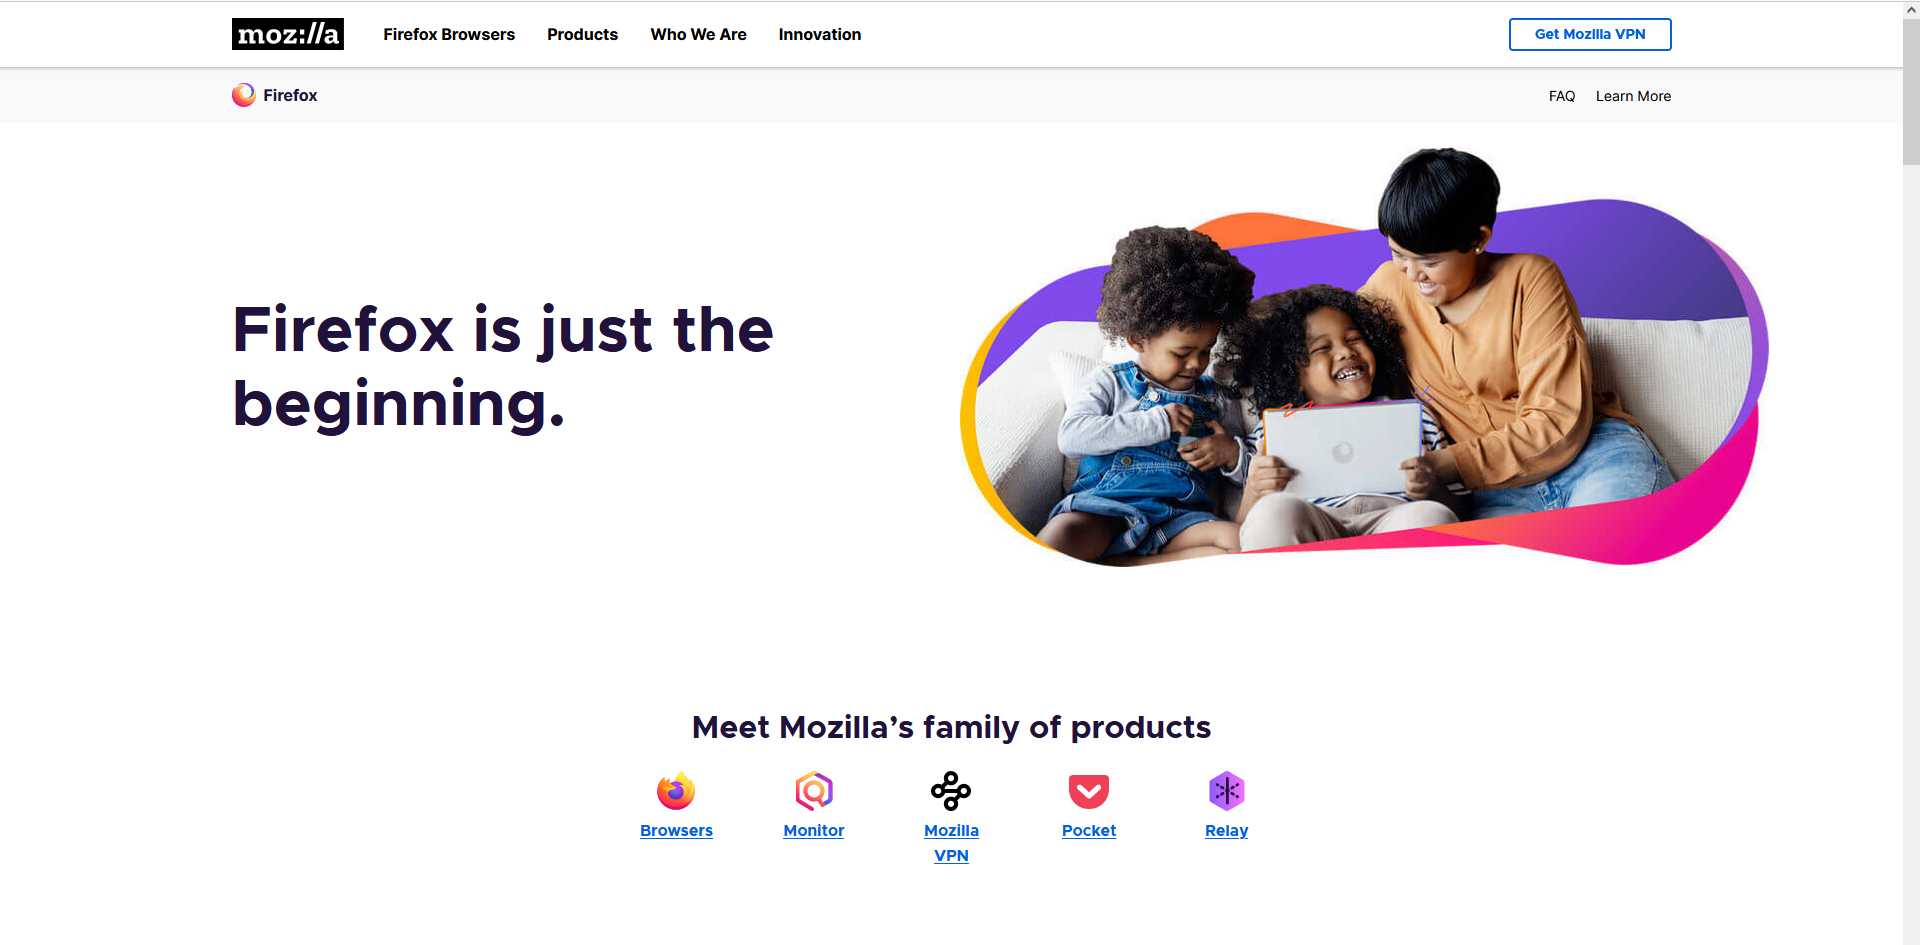 moz://a
Firefox Browsers Products Who We Are Innovation Get Mozilla VPN
Firefox FAQ Learn More
Firefox is just the
beginning.
Meet Mozilla’s family of products
Browsers Monitor Mozilla VPN Pocket Relay